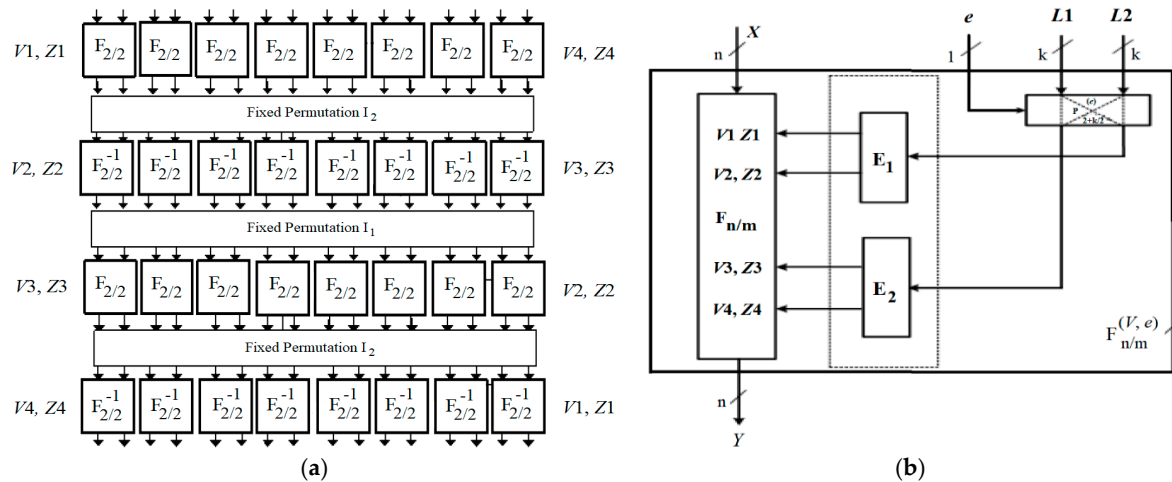 V1, Z1 F2/2 F2/2 F2/2 F2/2 F2/2 F2/2 F2/2 F2/2 V4, Z4
Fixed Permutation I2
V2, Z2 F-1 2/2 F-1 2/2 F-1 2/2 F-1 2/2 F-1 2/2 F-1 2/2 F-1 2/2 F-1 2/2 V3, Z3
Fixed Permutation I1
V3, Z3 F2/2 F2/2 F2/2 F2/2 F2/2 F2/2 F2/2 F2/2 V2, Z2
Fixed Permutation I2
V4, Z4 F-1 2/2 F-1 2/2 F-1 2/2 F-1 2/2 F-1 2/2 F-1 2/2 F-1 2/2 F-1 2/2 V1, Z1
(a)
X e L1 L2
n 1 k k
P (e) 2+k/2
V1 Z1
V2, Z2
E1
Fn/m
V3, Z3
V4, Z4
E2
F (V, e) n/m
n
Y
(b)